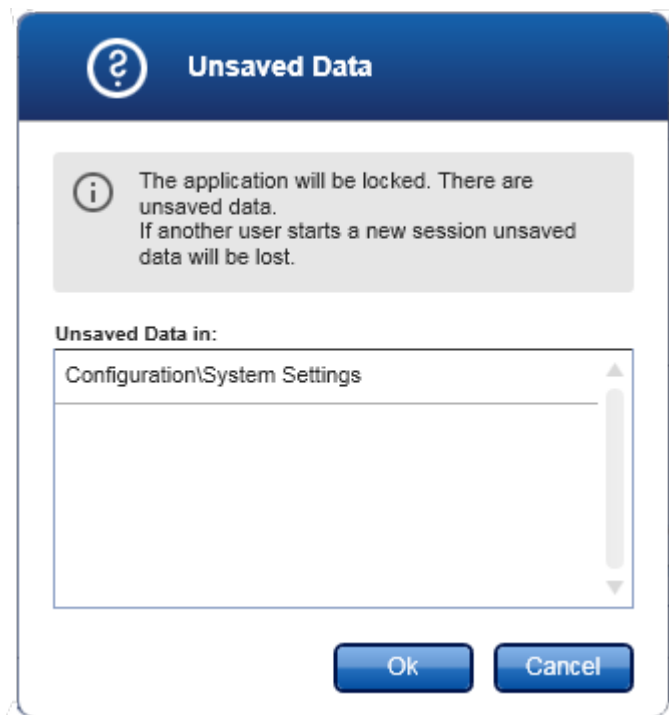 Unsaved Data
The application will be locked. There are
unsaved data.
If another user starts a new session unsaved
data will be lost.
Unsaved Data in:
Configuration\System Settings
Ok
Cancel